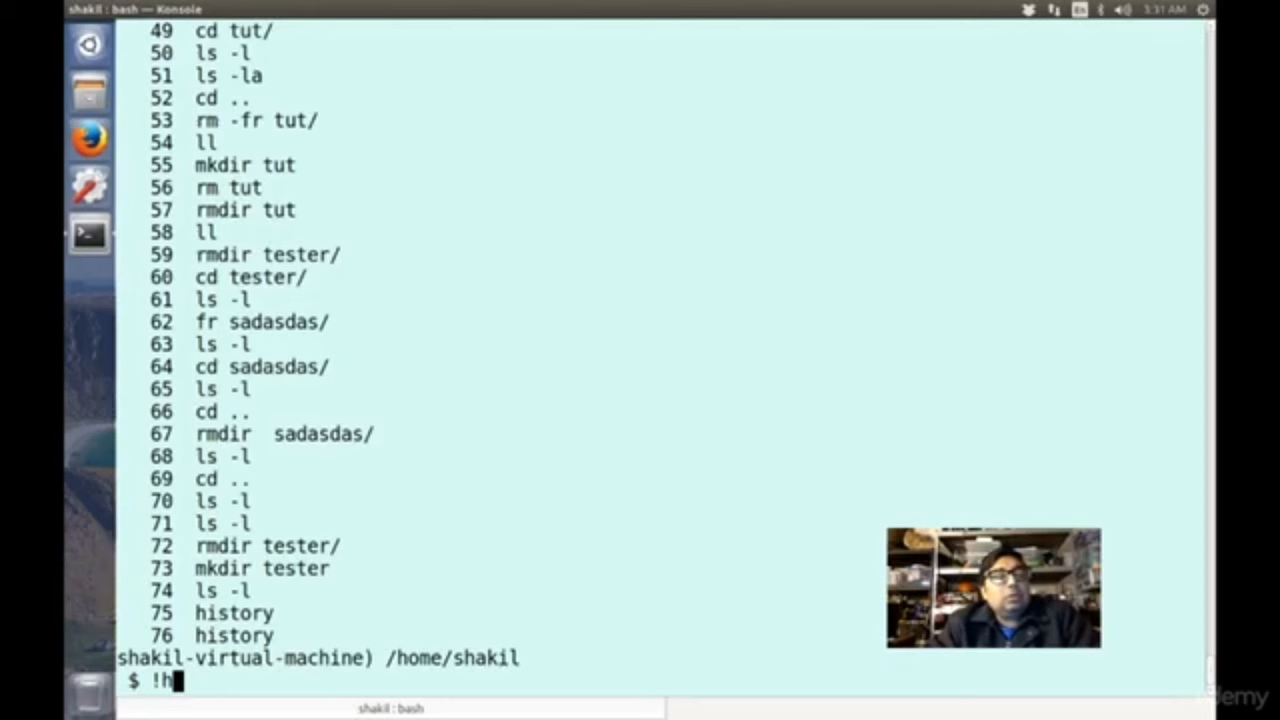 shakil : bash — Konsole
En 3:31 AM
49 cd tut/
50 ls -l
51 ls -la
52 cd ..
53 rm -fr tut/
54 ll
55 mkdir tut
56 rm tut
57 rmdir tut
58 ll
59 rmdir tester/
60 cd tester/
61 ls -l
62 fr sadasdas/
63 ls -l
64 cd sadasdas/
65 ls -l
66 cd ..
67 rmdir  sadasdas/
68 ls -l
69 cd ..
70 ls -l
71 ls -l
72 rmdir tester/
73 mkdir tester
74 ls -l
75 history
76 history
shakil-virtual-machine) /home/shakil
$ !h
shakil : bash